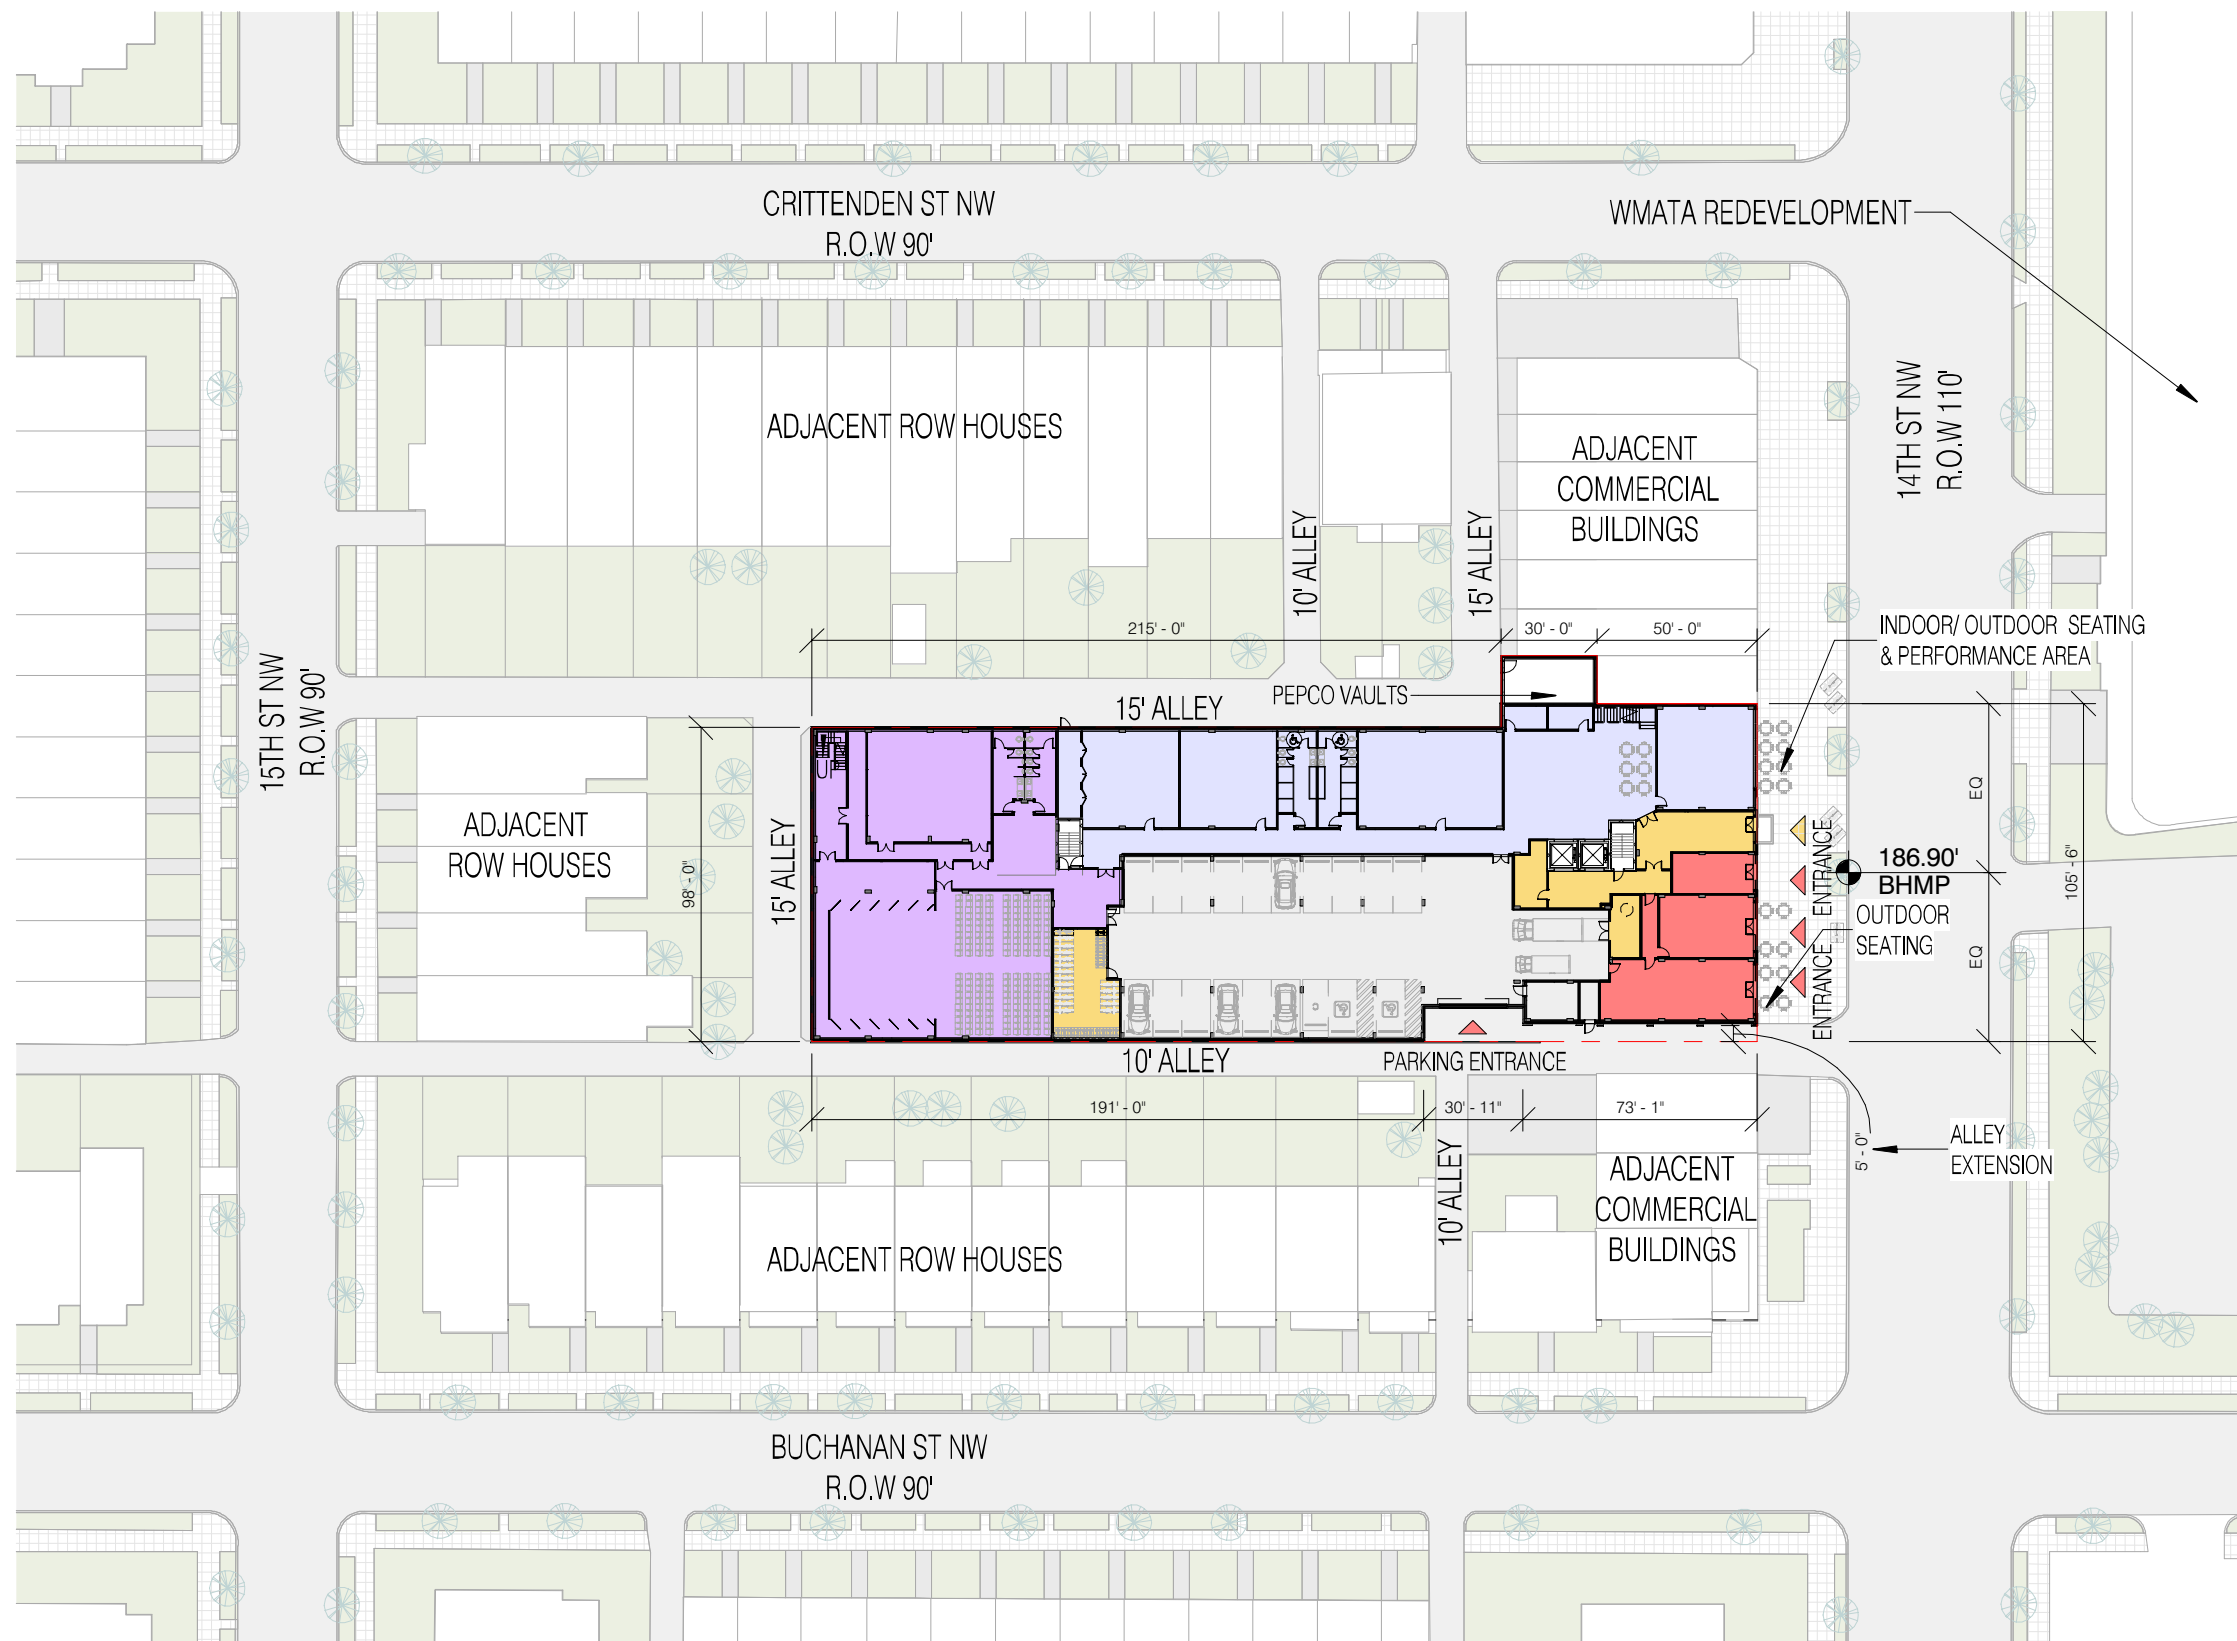 CRITTENDEN ST NW
R.O.W 90'
WMATA REDEVELOPMENT
14TH ST NW
R.O.W 110'
ADJACENT ROW HOUSES
ADJACENT
COMMERCIAL
BUILDINGS
10' ALLEY
15' ALLEY
215' - 0"
30' - 0"
50' - 0"
INDOOR/ OUTDOOR SEATING
& PERFORMANCE AREA
15TH ST NW
R.O.W 90'
PEPCO VAULTS
15' ALLEY
EQ
ADJACENT
ROW HOUSES
98' - 0"
15' ALLEY
ENTRANCE
186.90'
BHMP
105' - 6"
OUTDOOR
SEATING
ENTRANCE
EQ
10' ALLEY
PARKING ENTRANCE
191' - 0"
30' - 11"
73' - 1"
5' - 0"
ALLEY
EXTENSION
10' ALLEY
ADJACENT
COMMERCIAL
BUILDINGS
ADJACENT ROW HOUSES
BUCHANAN ST NW
R.O.W 90'